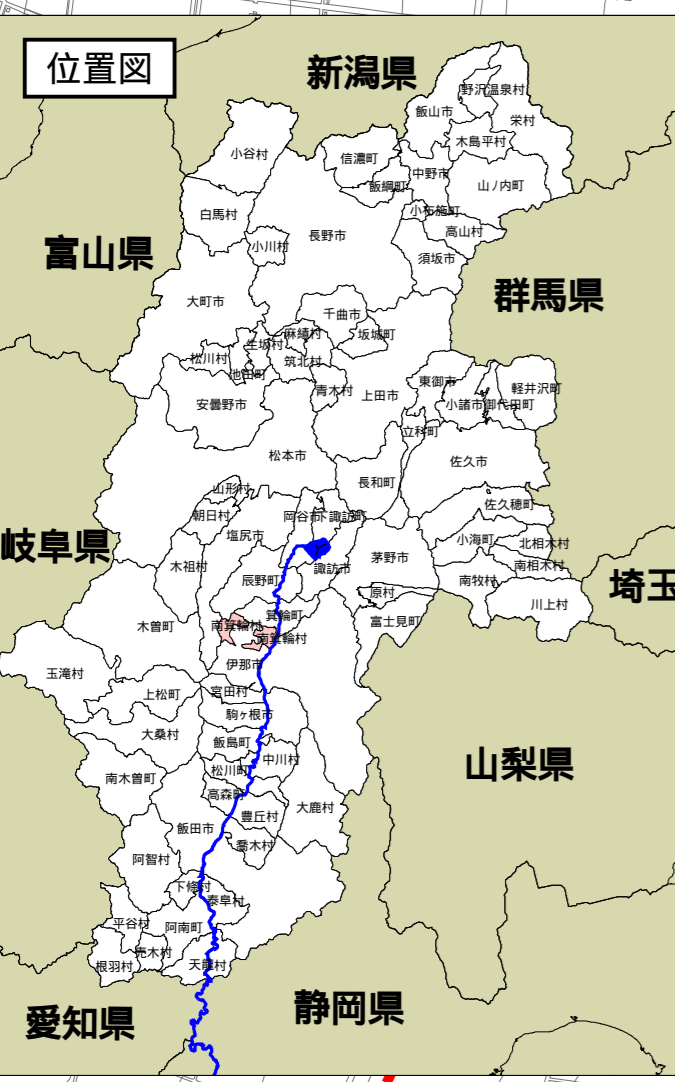 位置図
新潟県
野沢温泉村
飯山市
栄村
木島平村
小谷村
信濃町
中野市
飯綱町
山ノ内町
白馬村
小布施町
長野市
高山村
小川村
富山県
須坂市
群馬県
大町市
千曲市
麻績村
坂城町
生坂村
松川村
筑北村
池田町
東御市
軽井沢町
青木村
上田市
安曇野市
小諸市
御代田町
立科町
松本市
佐久市
長和町
山形村
佐久穂町
朝日村
岡谷市
下諏訪町
塩尻市
小海町
北相木村
岐阜県
茅野市
木祖村
諏訪市
南相木村
辰野町
南牧村
埼玉
原村
川上村
箕輪町
富士見町
木曽町
南箕輪村
南箕輪村
伊那市
玉滝村
宮田村
上松町
駒ヶ根市
大桑村
飯島町
中川村
山梨県
松川町
南木曽町
高森町
大鹿村
豊丘村
飯田市
喬木村
阿智村
下條村
泰阜村
平谷村
阿南町
売木村
根羽村
天龍村
静岡県
愛知県